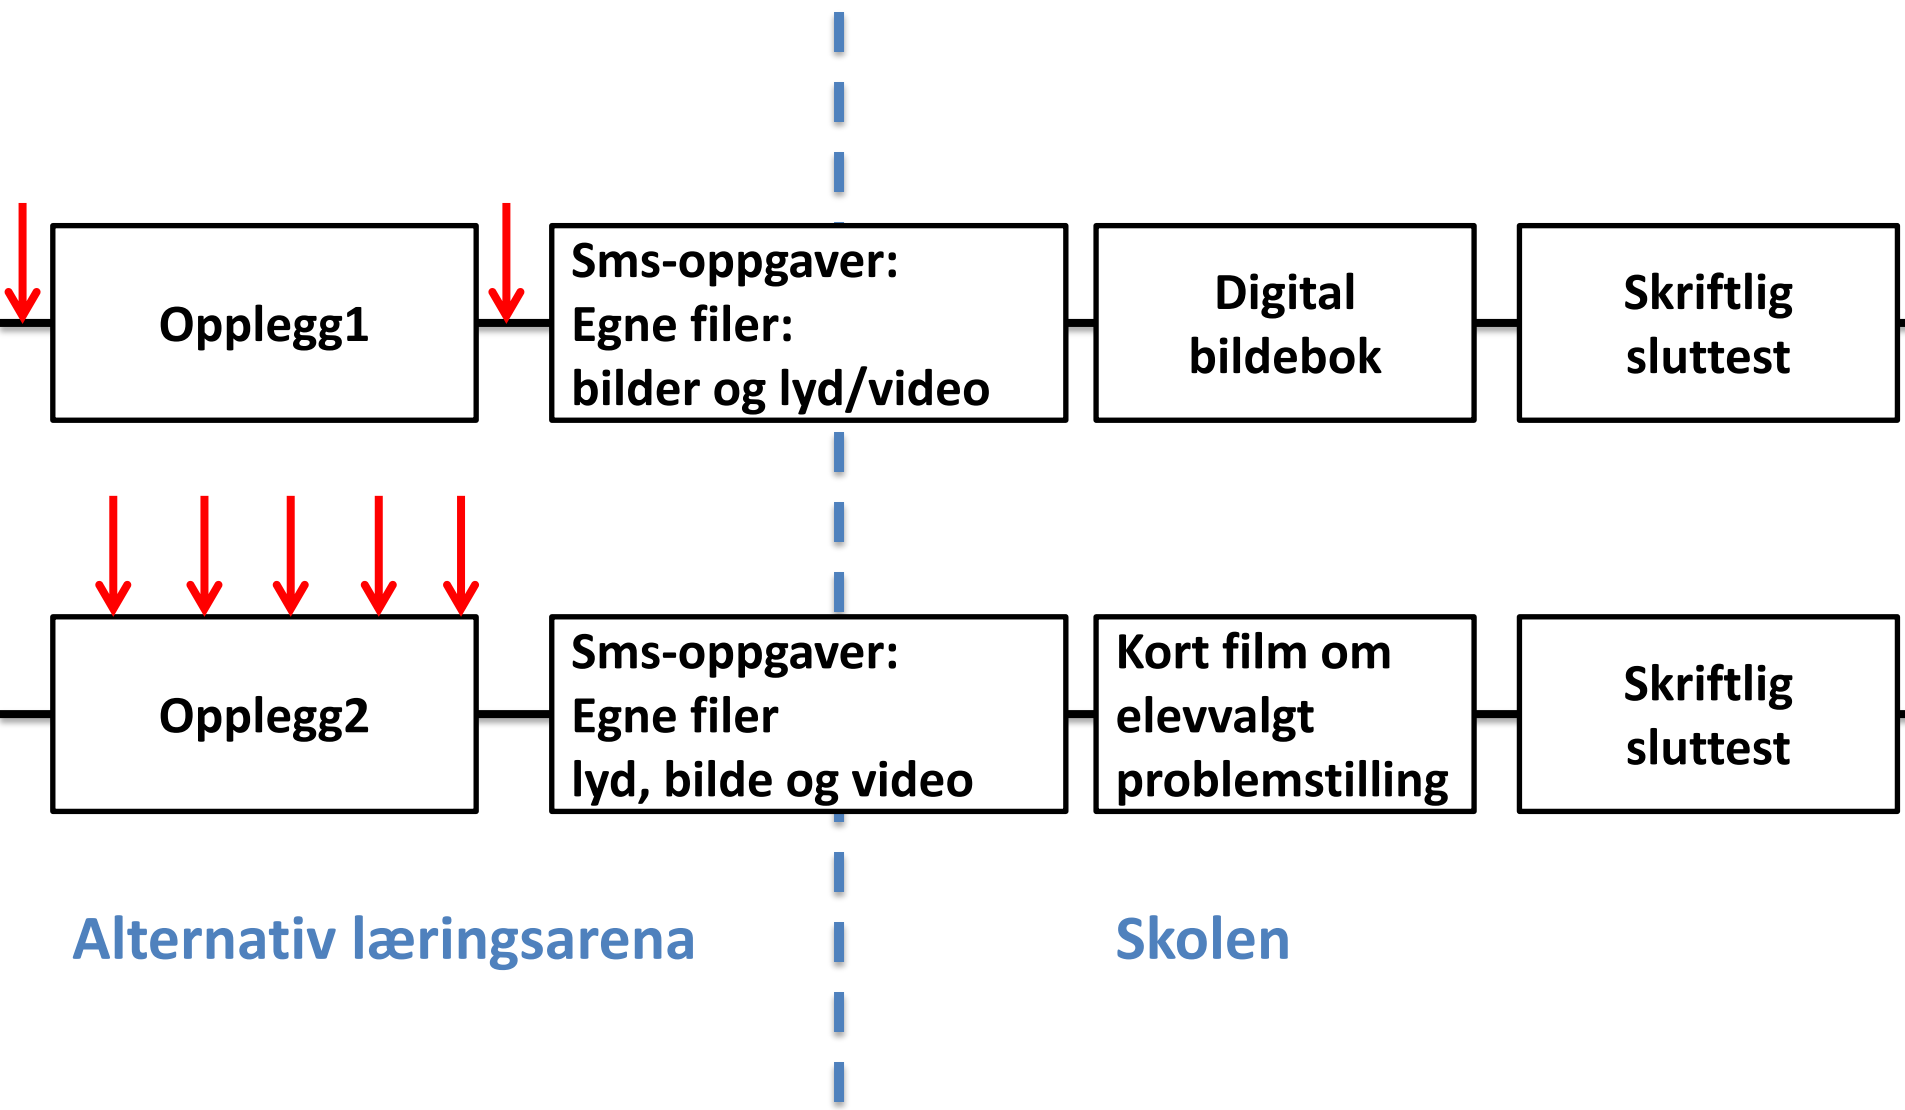 Opplegg1
Sms-oppgaver:
Egne filer:
bilder og lyd/video
Digital
bildebok
Skriftlig
sluttest
Opplegg2
Sms-oppgaver:
Egne filer
lyd, bilde og video
Kort film om
elevvalgt
problemstilling
Skriftlig
sluttest
Alternativ læringsarena
Skolen